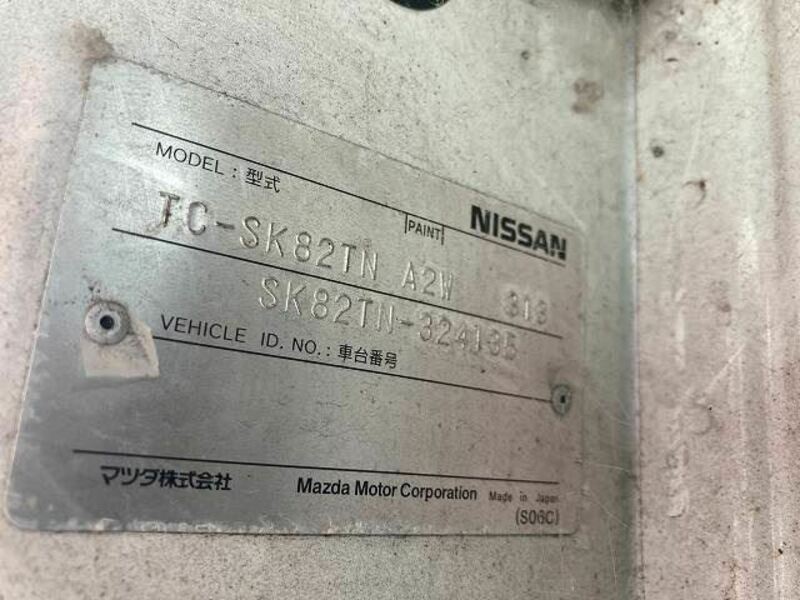 MODEL : 型式
PAINT
NISSAN
TC-SK82TN A2W 313
SK82TN-324135
VEHICLE ID. NO. : 車台番号
マツダ株式会社
Mazda Motor Corporation Made in Japan
(S06C)